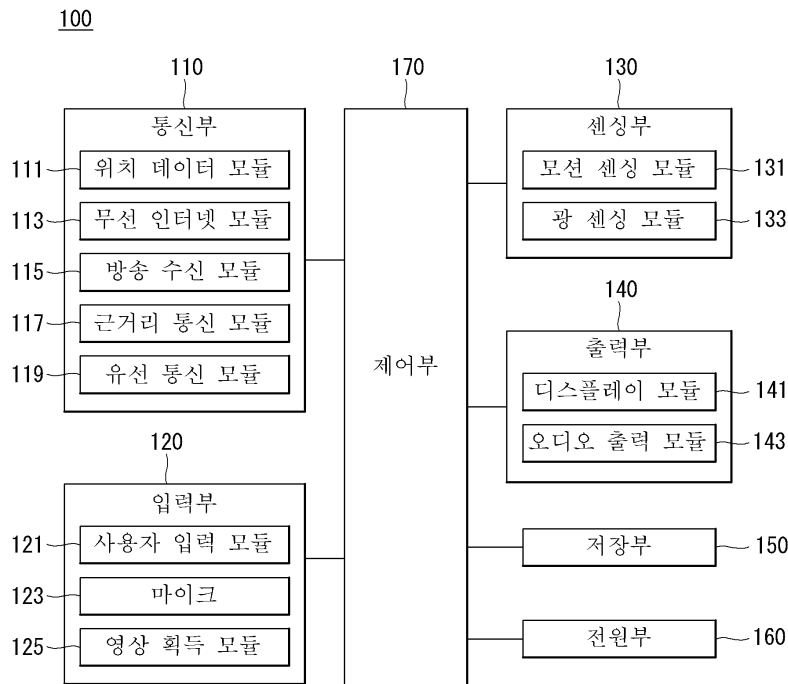 100
110
통신부
111
위치 데이터 모듈
113
무선 인터넷 모듈
115
방송 수신 모듈
117
근거리 통신 모듈
119
유선 통신 모듈
120
입력부
121
사용자 입력 모듈
123
마이크
125
영상 획득 모듈
170
제어부
130
센싱부
모션 센싱 모듈
131
광 센싱 모듈
133
140
출력부
디스플레이 모듈
141
오디오 출력 모듈
143
저장부
150
전원부
160